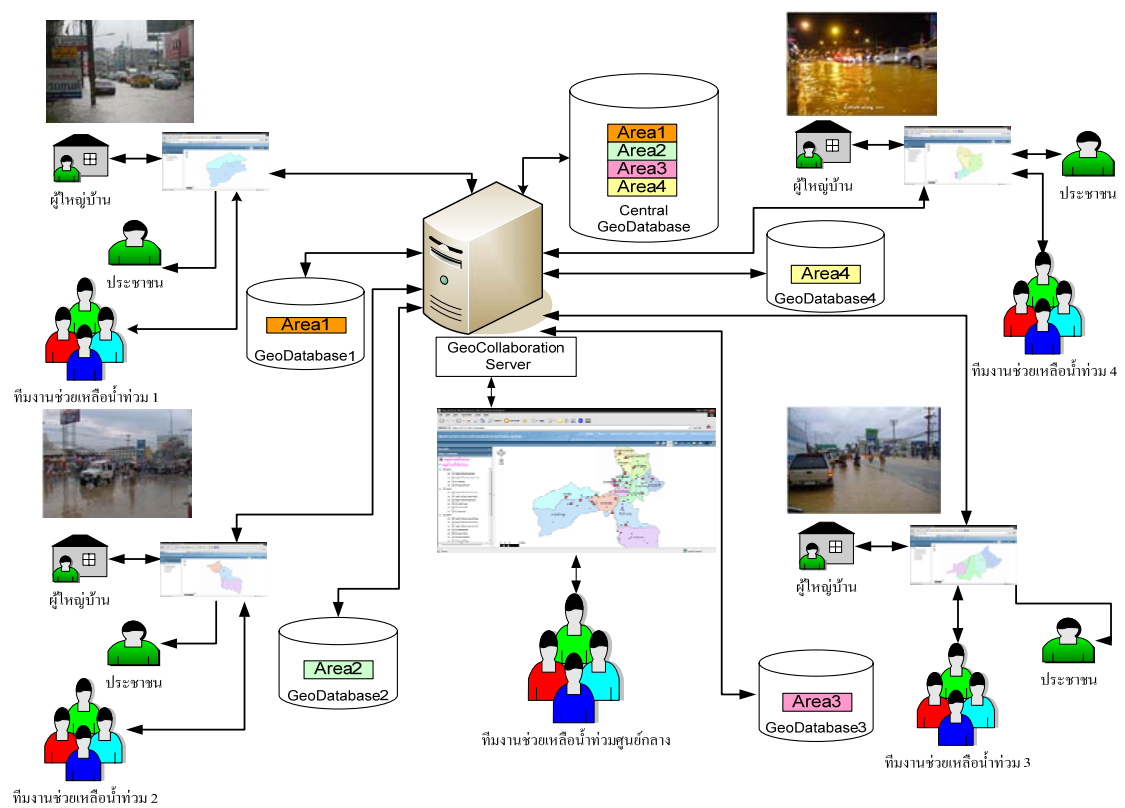 Area1
Area2
Area3
Area4
Central
GeoDatabase
ผู้ใหญ่บ้าน
ประชาชน
ทีมงานช่วยเหลือน้ำท่วม 1
Area1
GeoDatabase1
GeoCollaboration
Server
ผู้ใหญ่บ้าน
ประชาชน
Area4
GeoDatabase4
ทีมงานช่วยเหลือน้ำท่วม 4
ผู้ใหญ่บ้าน
ประชาชน
ทีมงานช่วยเหลือน้ำท่วม 2
Area2
GeoDatabase2
ทีมงานช่วยเหลือน้ำท่วมศูนย์กลาง
Area3
GeoDatabase3
ผู้ใหญ่บ้าน
ประชาชน
ทีมงานช่วยเหลือน้ำท่วม 3